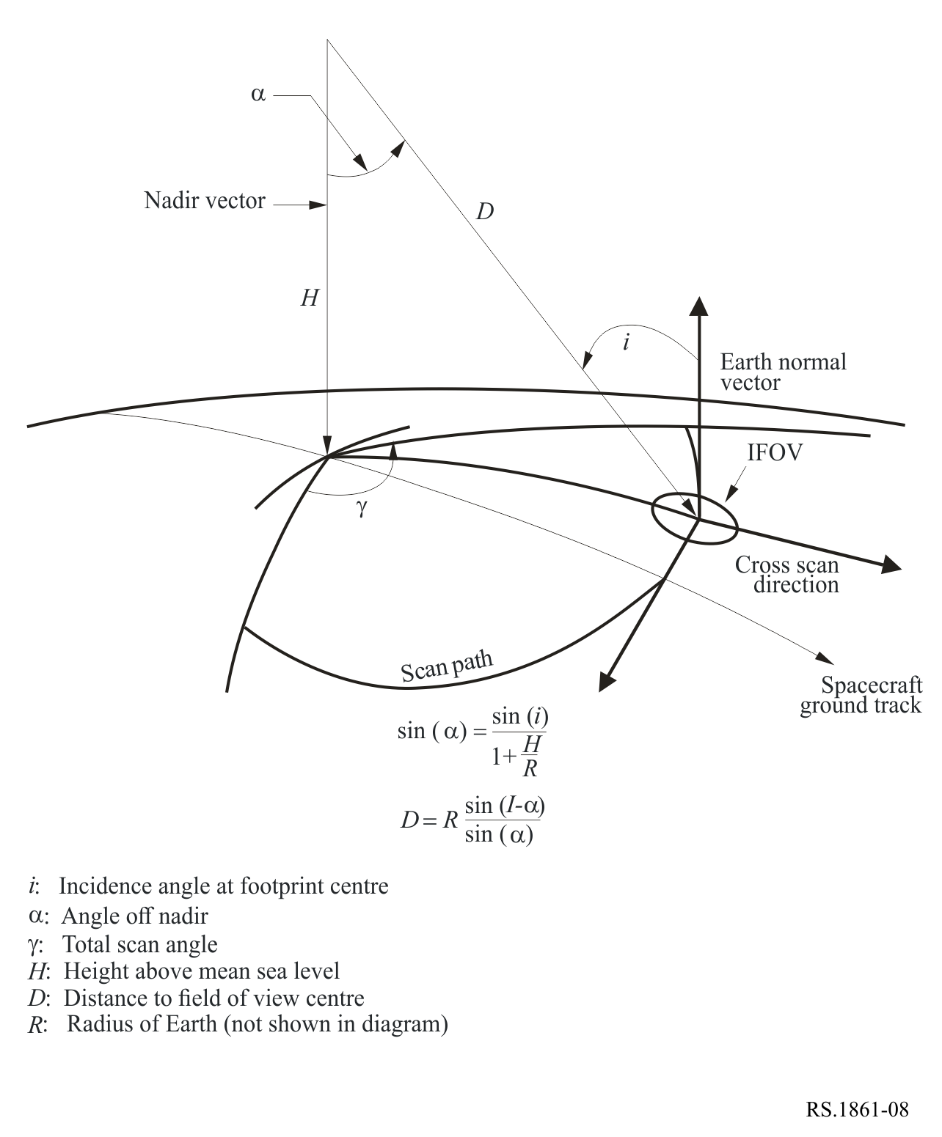 α
Nadir vector
D
H
i
Earth normal
vector
IFOV
γ
Cross scan
direction
Scan path
Spacecraft
ground track
sin ( α) = sin (i) / 1+ H / R
D= R sin (I-α) / sin (α)
i: Incidence angle at footprint centre
α: Angle off nadir
γ: Total scan angle
H: Height above mean sea level
D: Distance to field of view centre
R: Radius of Earth (not shown in diagram)
RS.1861-08